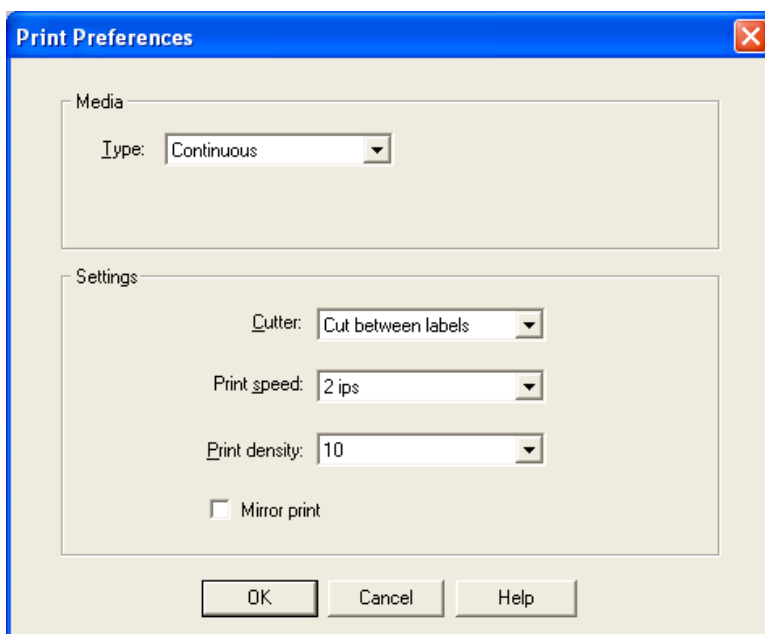 Print Preferences
Media
Type: Continuous
Settings
Cutter: Cut between labels
Print speed: 2 ips
Print density: 10
Mirror print
OK Cancel Help